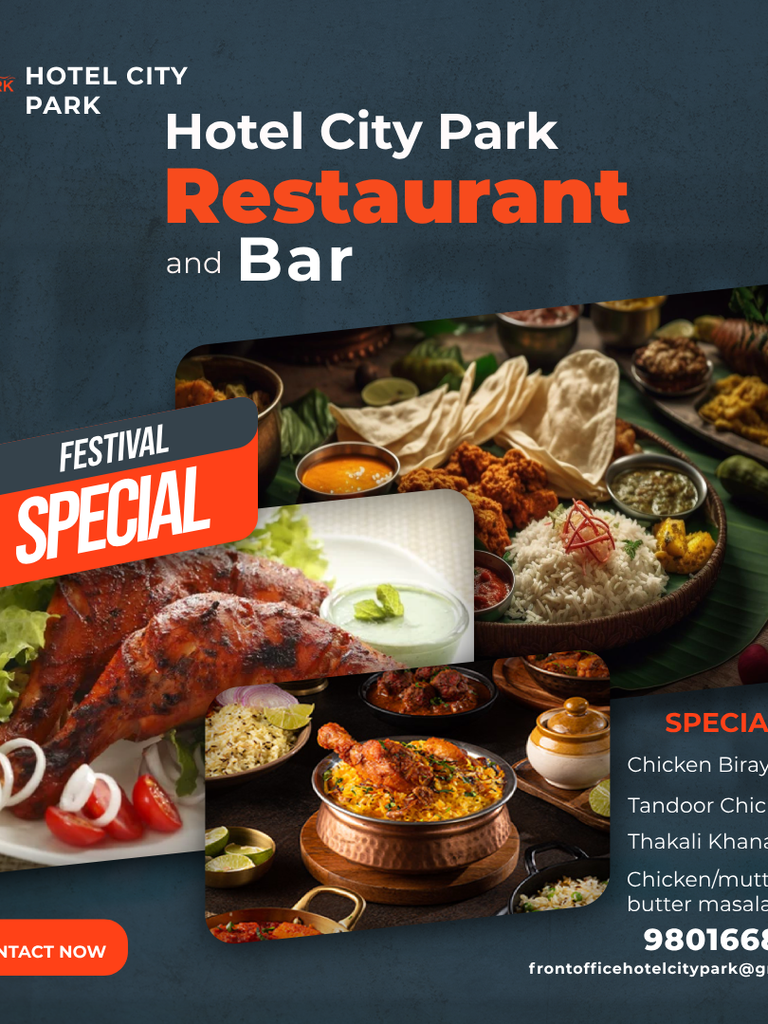 RK
HOTEL CITY
PARK
Hotel City Park
Restaurant
and Bar
FESTIVAL
SPECIAL
SPECIA
Chicken Biray
Tandoor Chic
Thakali Khana
Chicken/mutt
butter masala
NTACT NOW
9801668
frontofficehotelcitypark@g